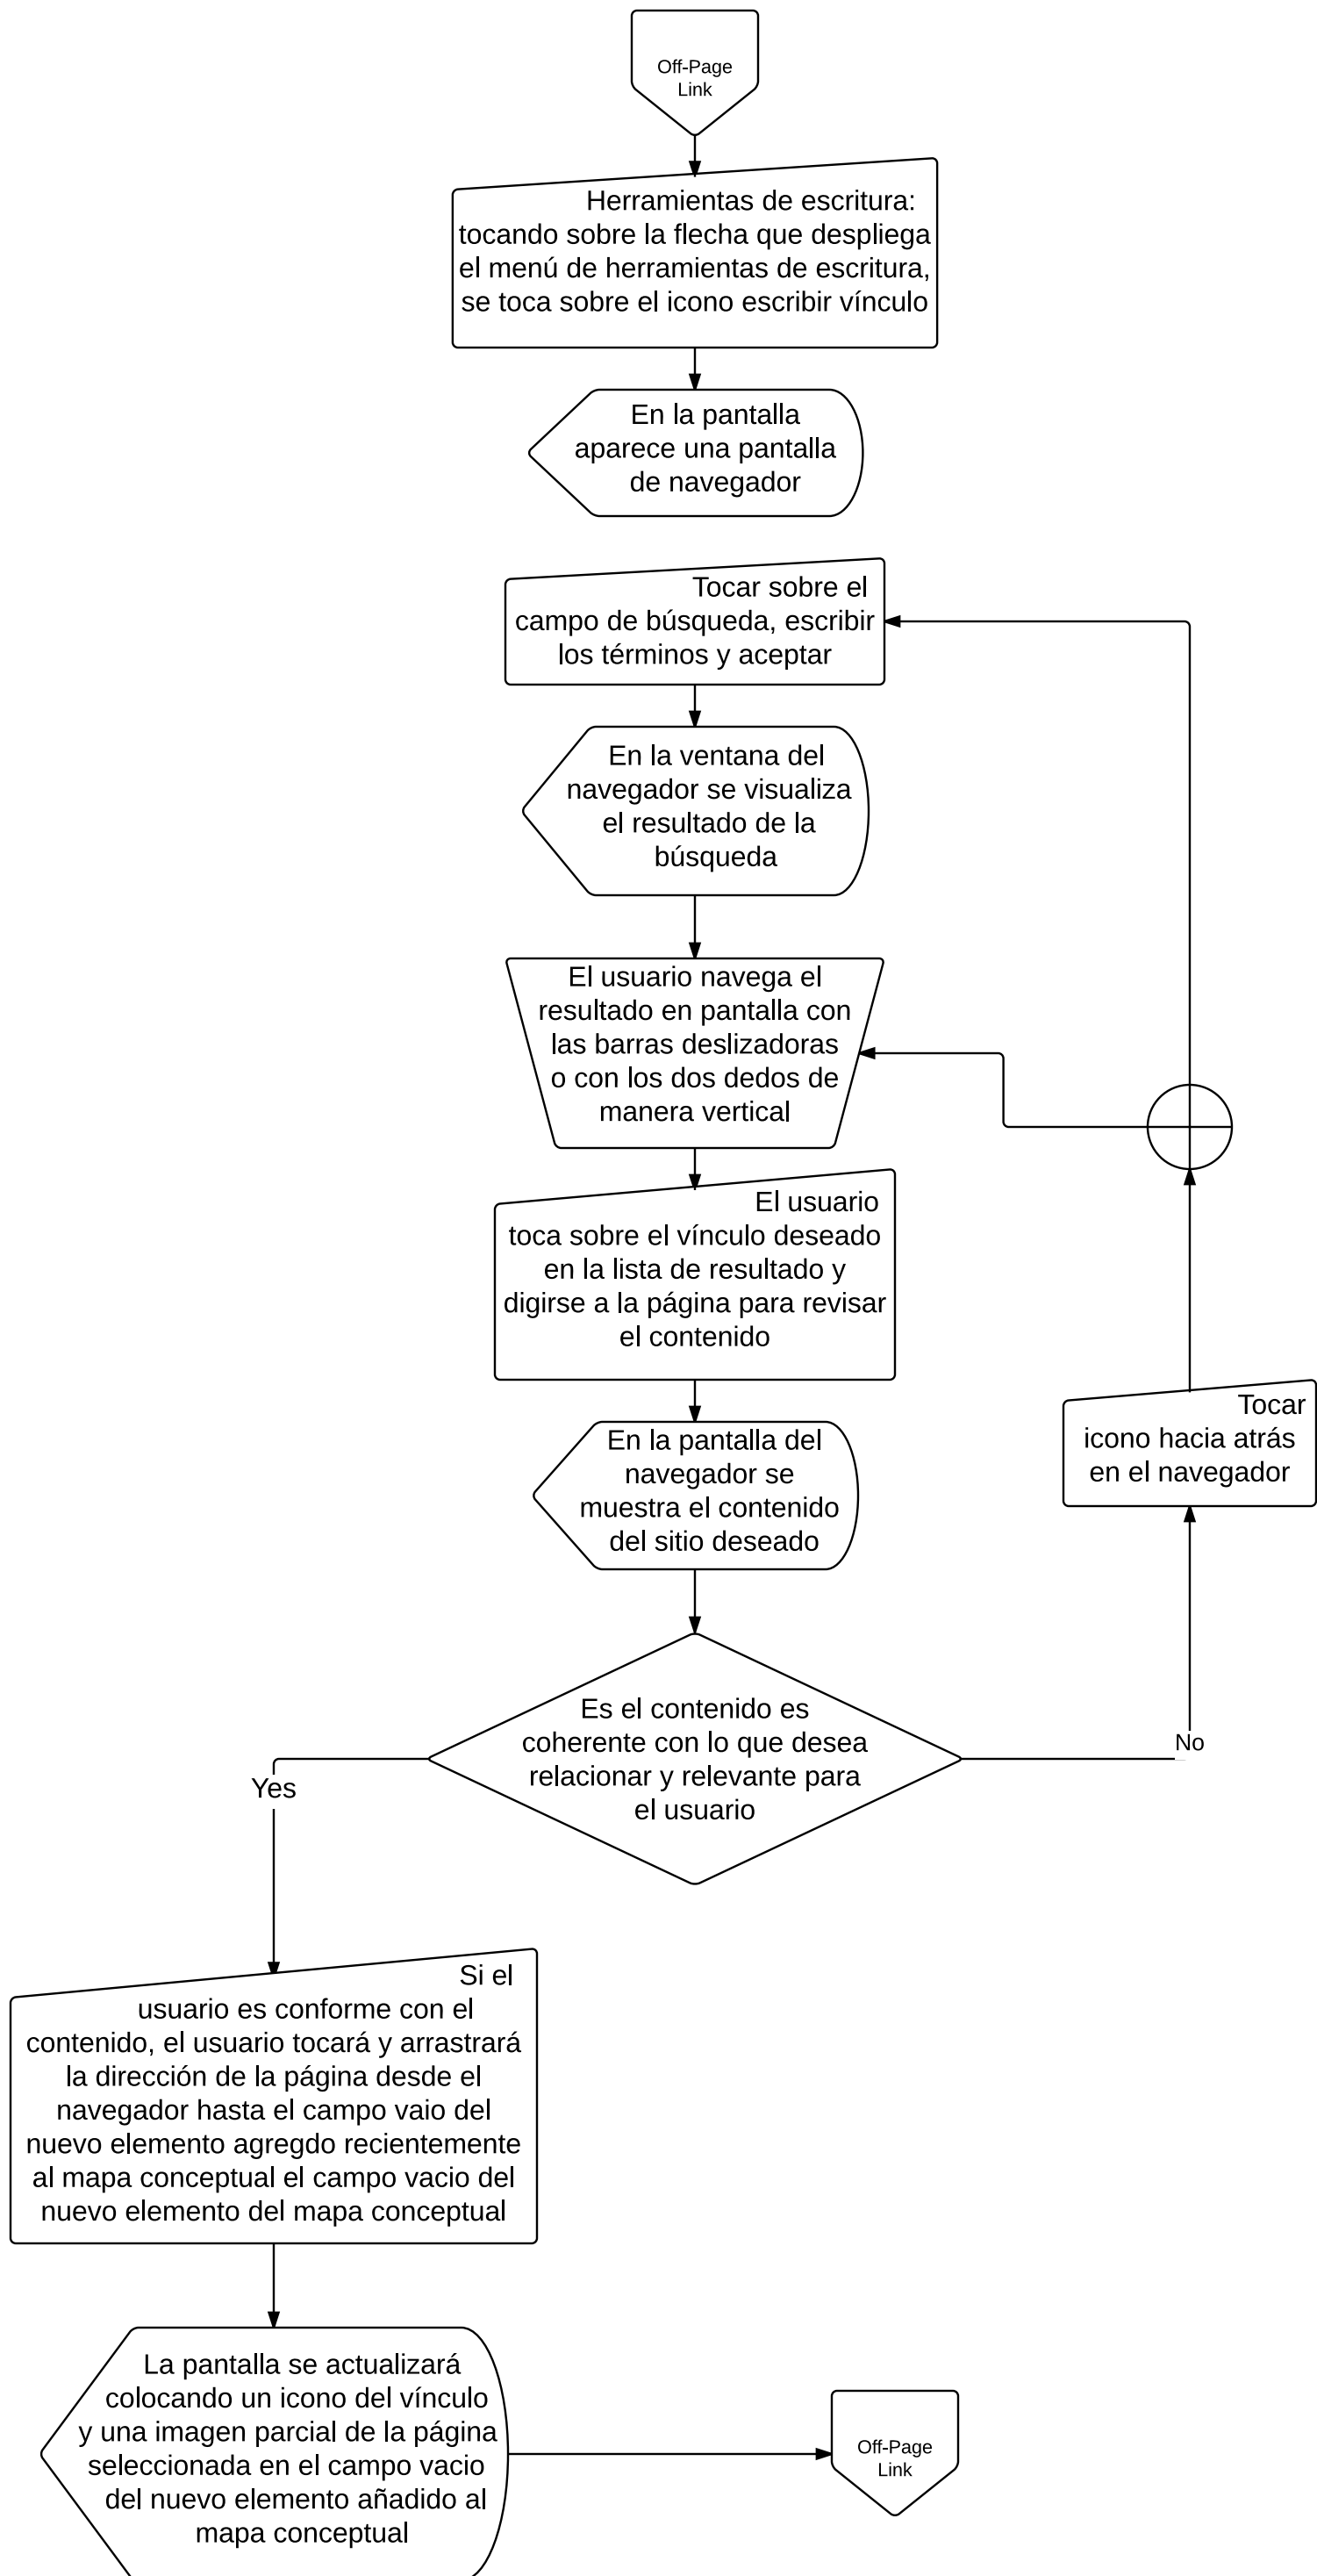 Off-Page
Link
Herramientas de escritura:
tocando sobre la flecha que despliega
el menú de herramientas de escritura,
se toca sobre el icono escribir vínculo
En la pantalla
aparece una pantalla
de navegador
Tocar sobre el
campo de búsqueda, escribir
los términos y aceptar
En la ventana del
navegador se visualiza
el resultado de la
búsqueda
El usuario navega el
resultado en pantalla con
las barras deslizadoras
o con los dos dedos de
manera vertical
El usuario
toca sobre el vínculo deseado
en la lista de resultado y
digirse a la página para revisar
el contenido
Tocar
icono hacia atrás
en el navegador
En la pantalla del
navegador se
muestra el contenido
del sitio deseado
Es el contenido es
coherente con lo que desea
relacionar y relevante para
el usuario
No
Yes
Si el
usuario es conforme con el
contenido, el usuario tocará y arrastrará
la dirección de la página desde el
navegador hasta el campo vaio del
nuevo elemento agregdo recientemente
al mapa conceptual el campo vacio del
nuevo elemento del mapa conceptual
La pantalla se actualizará
colocando un icono del vínculo
y una imagen parcial de la página
seleccionada en el campo vacio
del nuevo elemento añadido al
mapa conceptual
Off-Page
Link